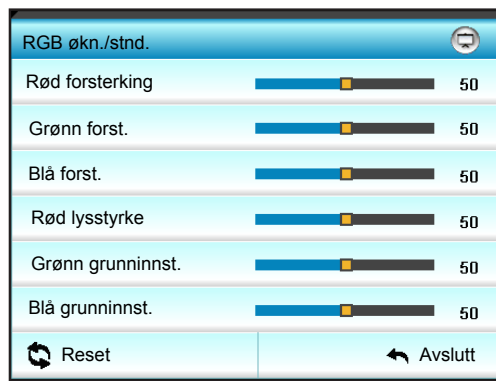 RGB økn./stnd.
Rød forsterking 50
Grønn forst. 50
Blå forst. 50
Rød lysstyrke 50
Grønn grunninnst. 50
Blå grunninnst. 50
Reset Avslutt